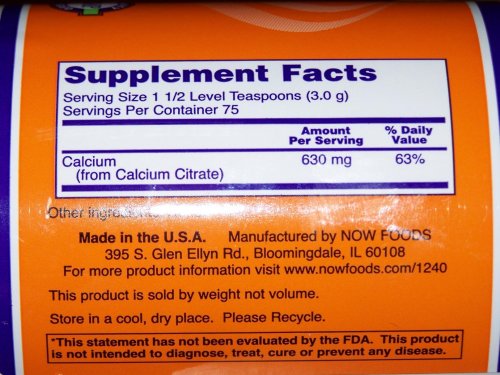 Supplement Facts
Serving Size 1 1/2 Level Teaspoons (3.0 g)
Servings Per Container 75
Amount Per Serving
% Daily Value
Calcium 630 mg 63%
(from Calcium Citrate)
Other ingredients
Made in the U.S.A. Manufactured by NOW FOODS
395 S. Glen Ellyn Rd., Bloomingdale, IL 60108
For more product information visit www.nowfoods.com/1240
This product is sold by weight not volume.
Store in a cool, dry place. Please Recycle.
*This statement has not been evaluated by the FDA. This product
is not intended to diagnose, treat, cure or prevent any disease.